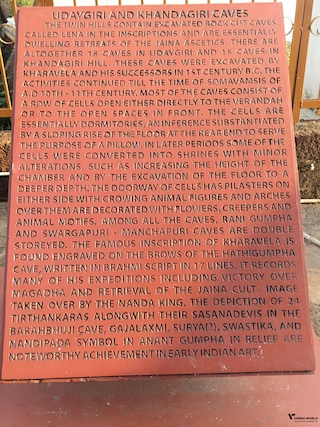 UDAYGIRI AND KHANDAGIRI CAVES
THE TWIN HILLS CONTAIN EXCAVATED ROCK-CUT CAVES
CALLED LENA IN THE INSCRIPTIONS AND ARE ESSENTIALLY
DWELLING RETREATS OF THE JAINA ASCETICS. THERE ARE
ALTOGETHER 18 CAVES IN UDAYGIRI AND 15 CAVES IN
KHANDAGIRI HILL. THESE CAVES WERE EXCAVATED BY
KHARAVELA AND HIS SUCCESSORS IN 1ST CENTURY B.C. THE
ACTIVITIES CONTINUED TILL THE TIME OF SOMAVAMSIS OF
A.D 10TH - 11TH CENTURY. MOST OF THE CAVES CONSIST OF
A ROW OF CELLS OPEN EITHER DIRECTLY TO THE VERANDAH
OR TO THE OPEN SPACES IN FRONT. THE CELLS ARE
ESSENTIALLY DORMITORIES, AN INFERENCE SUBSTANTIATED
BY A SLOPING RISE OF THE FLOOR AT THE REAR END TO SERVE
THE PURPOSE OF A PILLOW. IN LATER PERIODS SOME OF THE
CELLS WERE CONVERTED INTO SHRINES WITH MINOR
ALTERATIONS. SUCH AS INCREASING THE HEIGHT OF THE
CHAMBER AND BY THE EXCAVATION OF THE FLOOR TO A
DEEPER DEPTH. THE DOORWAY OF CELLS HAS PILASTERS ON
EITHER SIDE WITH CROWING ANIMAL FIGURES AND ARCHES
OVER THEM ARE DECORATED WITH FLOWERS, CREEPERS AND
ANIMAL MOTIFS. AMONG ALL THE CAVES, RANI GUMPHA
AND SWARGAPURI - MANCHAPURI CAVES ARE DOUBLE
STOREYED. THE FAMOUS INSCRIPTION OF KHARAVELA IS
FOUND ENGRAVED ON THE BROWS OF THE HATHIGUMPHA
CAVE, WRITTEN IN BRAHMI SCRIPT IN 17 LINES. IT RECORDS
MANY OF HIS EXPEDITIONS INCLUDING VICTORY OVER
MAGADHA AND RETRIEVAL OF THE JAINA CULT- IMAGE
TAKEN OVER BY THE NANDA KING. THE DEPICTION OF 24
TIRTHANKARAS ALONGWITH THEIR SASANADEVIS IN THE
BARAHBHUJI CAVE, GAJALAXMI, SURYA(?), SWASTIKA, AND
NANDIPADA SYMBOL IN ANANT GUMPHA IN RELIEF ARE
NOTEWORTHY ACHIEVEMENT IN EARLY INDIAN ART.